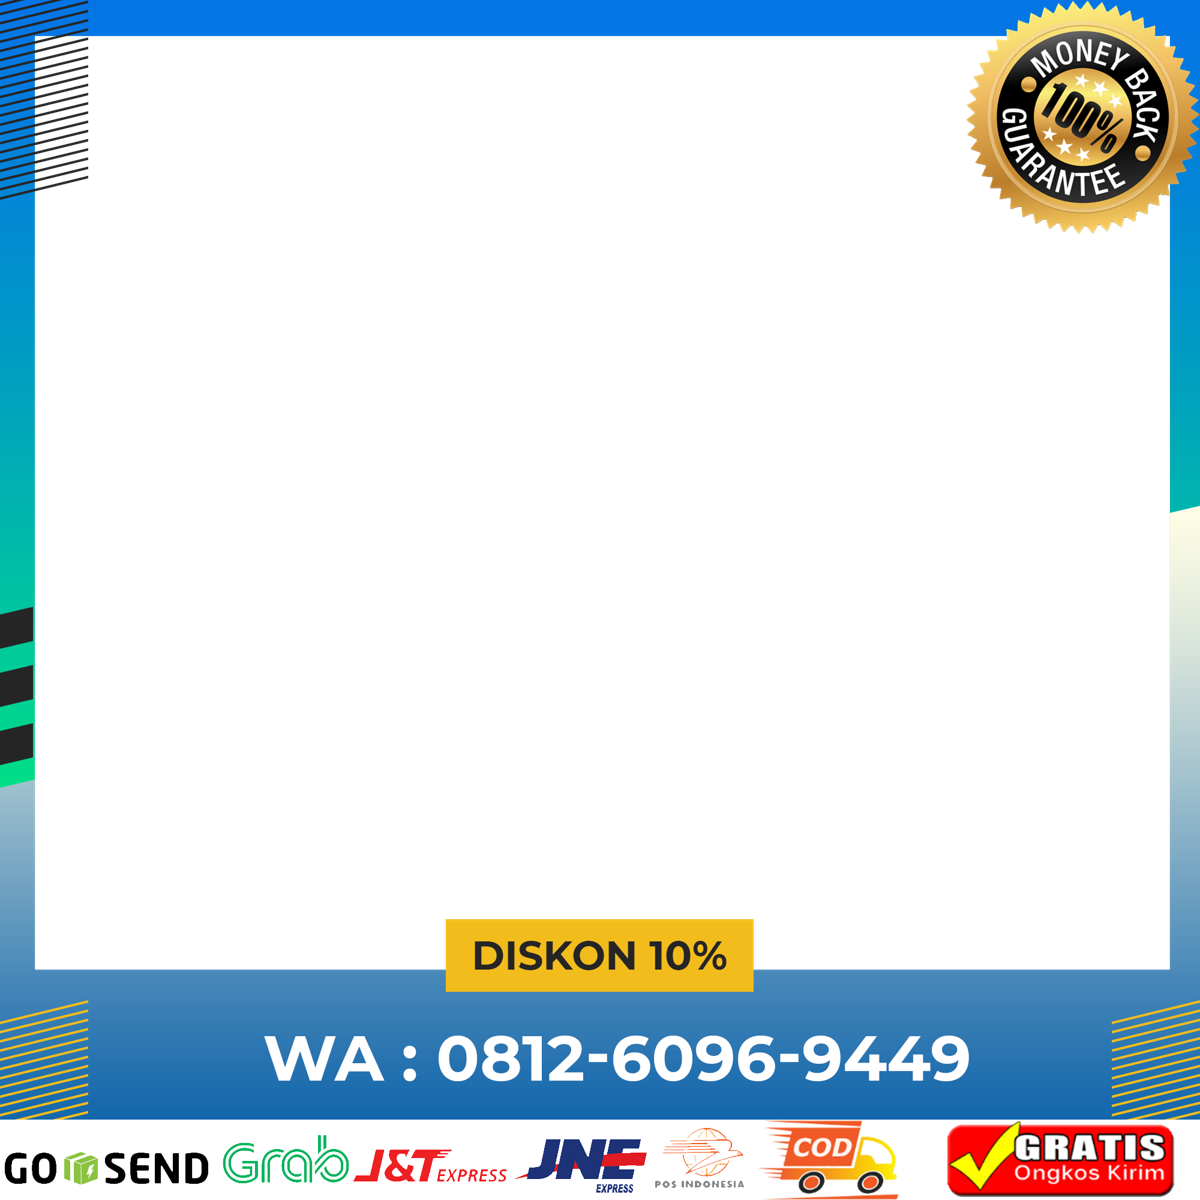 MONEY BACK
100%
GUARANTEE
DISKON 10%
WA : 0812-6096-9449
GO SEND
Grab
J&T EXPRESS
JNE
EXPRESS
POS INDONESIA
COD
GRATIS
Ongkos Kirim